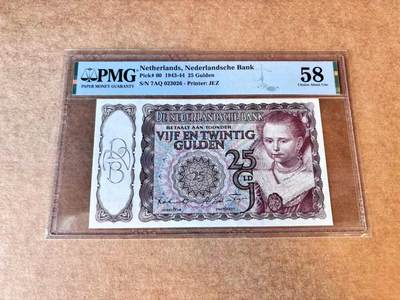 PMG
PAPER MONEY GUARANTY
Netherlands, Nederlandsche Bank
Pick# 60 1943-44 25 Gulden
S/N 7AQ 023026 - Printer: JEZ
58
Choice About Unc
DE NEDERLANDSCHE BANK
BETAALT AAN TOONDER
VIJF EN TWINTIG
GULDEN
25
25